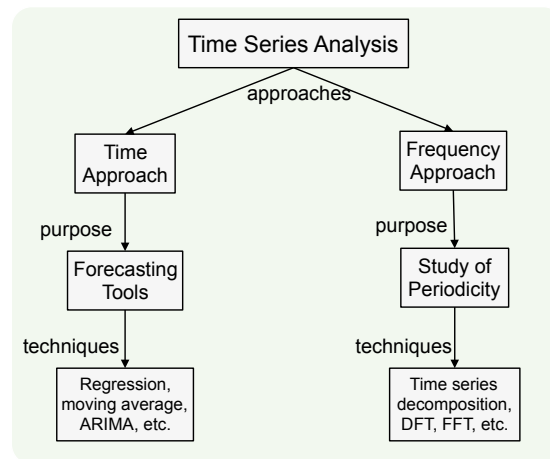 Time Series Analysis
approaches
Time
Approach
Frequency
Approach
purpose
purpose
Forecasting
Tools
Study of
Periodicity
techniques
techniques
Regression,
moving average,
ARIMA, etc.
Time series
decomposition,
DFT, FFT, etc.